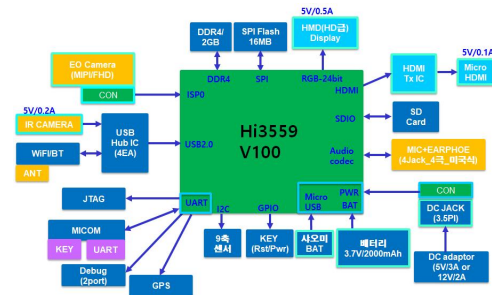 5V/0.5A
DDR4/
2GB
SPI Flash
16MB
HMD(HD급)
Display
EO Camera
(MIPI/FHD)
CON
DDR4
SPI
RGB-24bit
HDMI
HDMI
Tx IC
5V/0.1A
Micro
HDMI
ISP0
5V/0.2A
IR CAMERA
WiFI/BT
ANT
USB
Hub IC
(4EA)
USB2.0
Hi3559
V100
SDIO
SD
Card
Audio
codec
MIC+EARPHOE
(4Jack_4극_미국식)
JTAG
UART
I2C
GPIO
Micro
USB
PWR
BAT
CON
DC JACK
(3.5PI)
MICOM
KEY
UART
Debug
(2port)
GPS
9축
센서
KEY
(Rst/Pwr)
샤오미
BAT
배터리
3.7V/2000mAh
DC adaptor
(5V/3A or
12V/2A